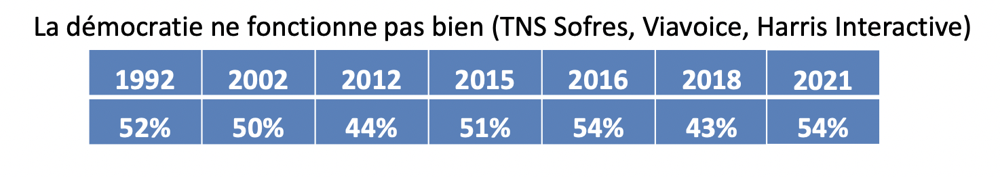 La démocratie ne fonctionne pas bien (TNS Sofres, Viavoice, Harris Interactive)
1992 2002 2012 2015 2016 2018 2021
52% 50% 44% 51% 54% 43% 54%